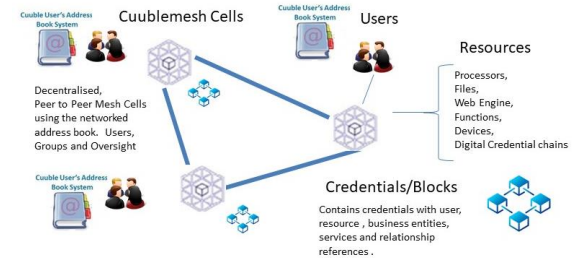 Cuuble User's Address
Book System
Cuublemesh Cells
Cuuble User's Address
Book System
Users
Resources
Processors,
Files,
Web Engine,
Functions,
Devices,
Digital Credential chains
Decentralised,
Peer to Peer Mesh Cells
using the networked
address book.  Users,
Groups and Oversight
Cuuble User's Address
Book System
Credentials/Blocks
Contains credentials with user,
resource , business entities,
services and relationship
references .